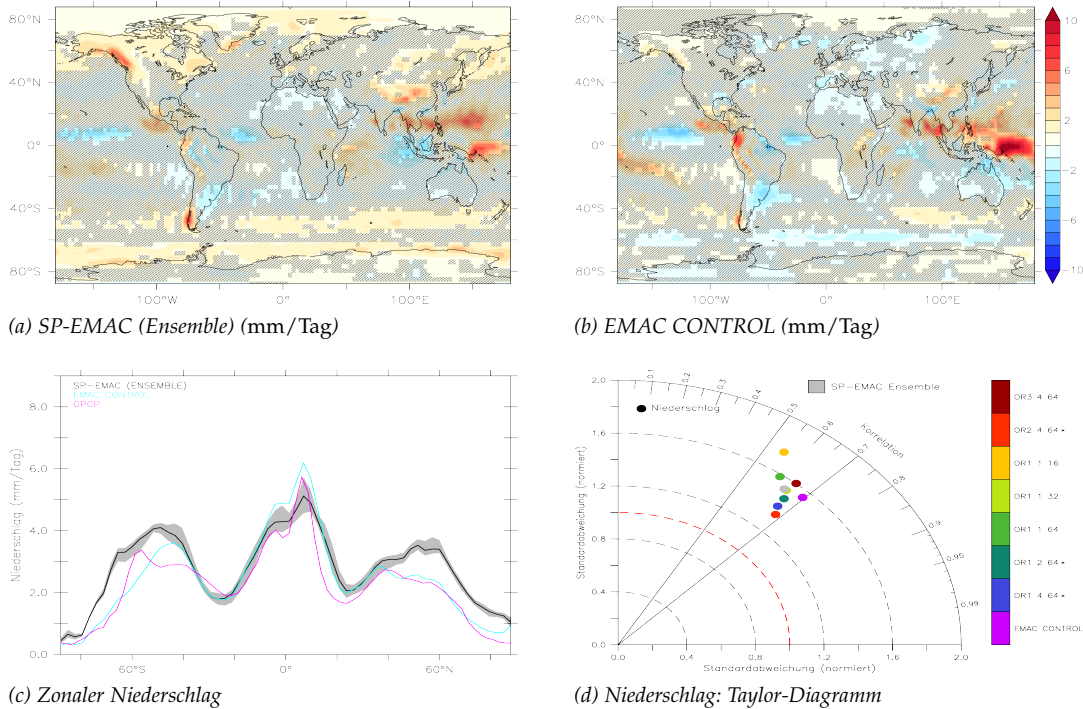 80°N
40°N
0°
40°S
80°S
100°W
0°
100°E
(a) SP-EMAC (Ensemble) (mm/Tag)
80°N
40°N
0°
40°S
80°S
100°W
0°
100°E
10
6
2
-2
-6
-10
(b) EMAC CONTROL (mm/Tag)
SP-EMAC (ENSEMBLE)
EMAC CONTROL
GPCP
Niederschlag (mm/Tag)
8.0
6.0
4.0
2.0
0.0
60°S
0°
60°N
(c) Zonaler Niederschlag
Standardabweichung (normiert)
2.0
1.6
1.2
0.8
0.4
0.0
0.0
0.4
0.8
1.2
1.6
2.0
Standardabweichung (normiert)
0.1
0.2
0.3
0.4
0.5
0.6
0.7
0.8
0.9
0.95
0.99
Korrelation
Niederschlag
SP-EMAC Ensemble
OR3 4 64
OR2 4 64*
OR1 1 16
OR1 1 32
OR1 1 64
OR1 2 64*
OR1 4 64*
EMAC CONTROL
(d) Niederschlag: Taylor-Diagramm